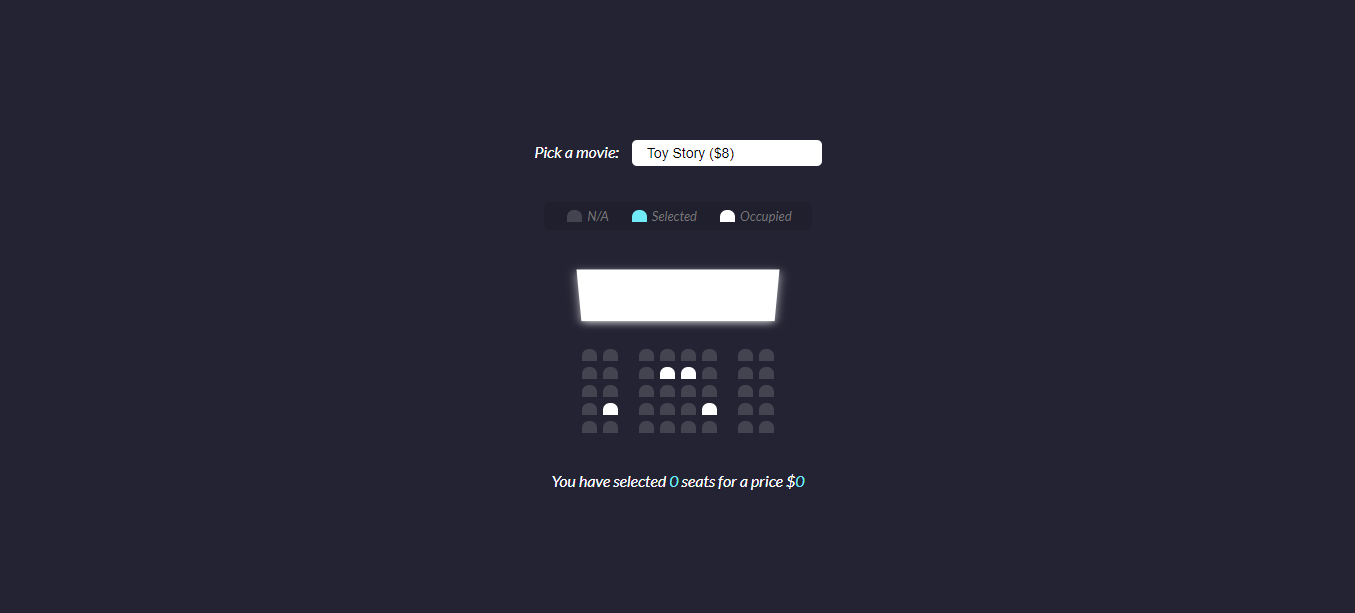 Pick a movie: Toy Story ($8)
N/A Selected Occupied
You have selected 0 seats for a price $0